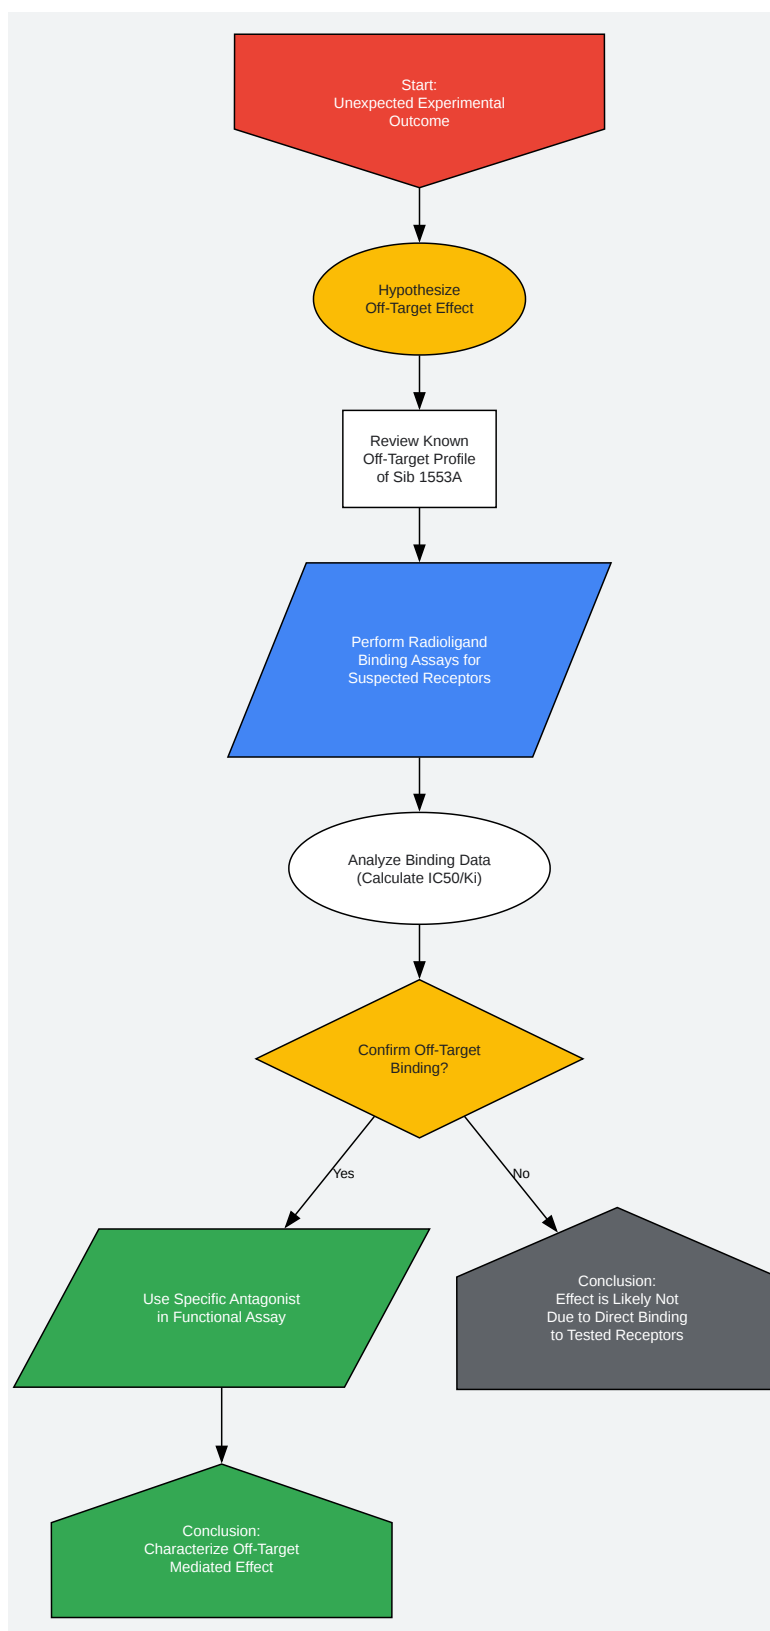 Start:
Unexpected Experimental
Outcome
Hypothesize
Off-Target Effect
Review Known
Off-Target Profile
of Sib 1553A
Perform Radioligand
Binding Assays for
Suspected Receptors
Analyze Binding Data
(Calculate IC50/Ki)
Confirm Off-Target
Binding?
Yes
No
Use Specific Antagonist
in Functional Assay
Conclusion:
Effect is Likely Not
Due to Direct Binding
to Tested Receptors
Conclusion:
Characterize Off-Target
Mediated Effect